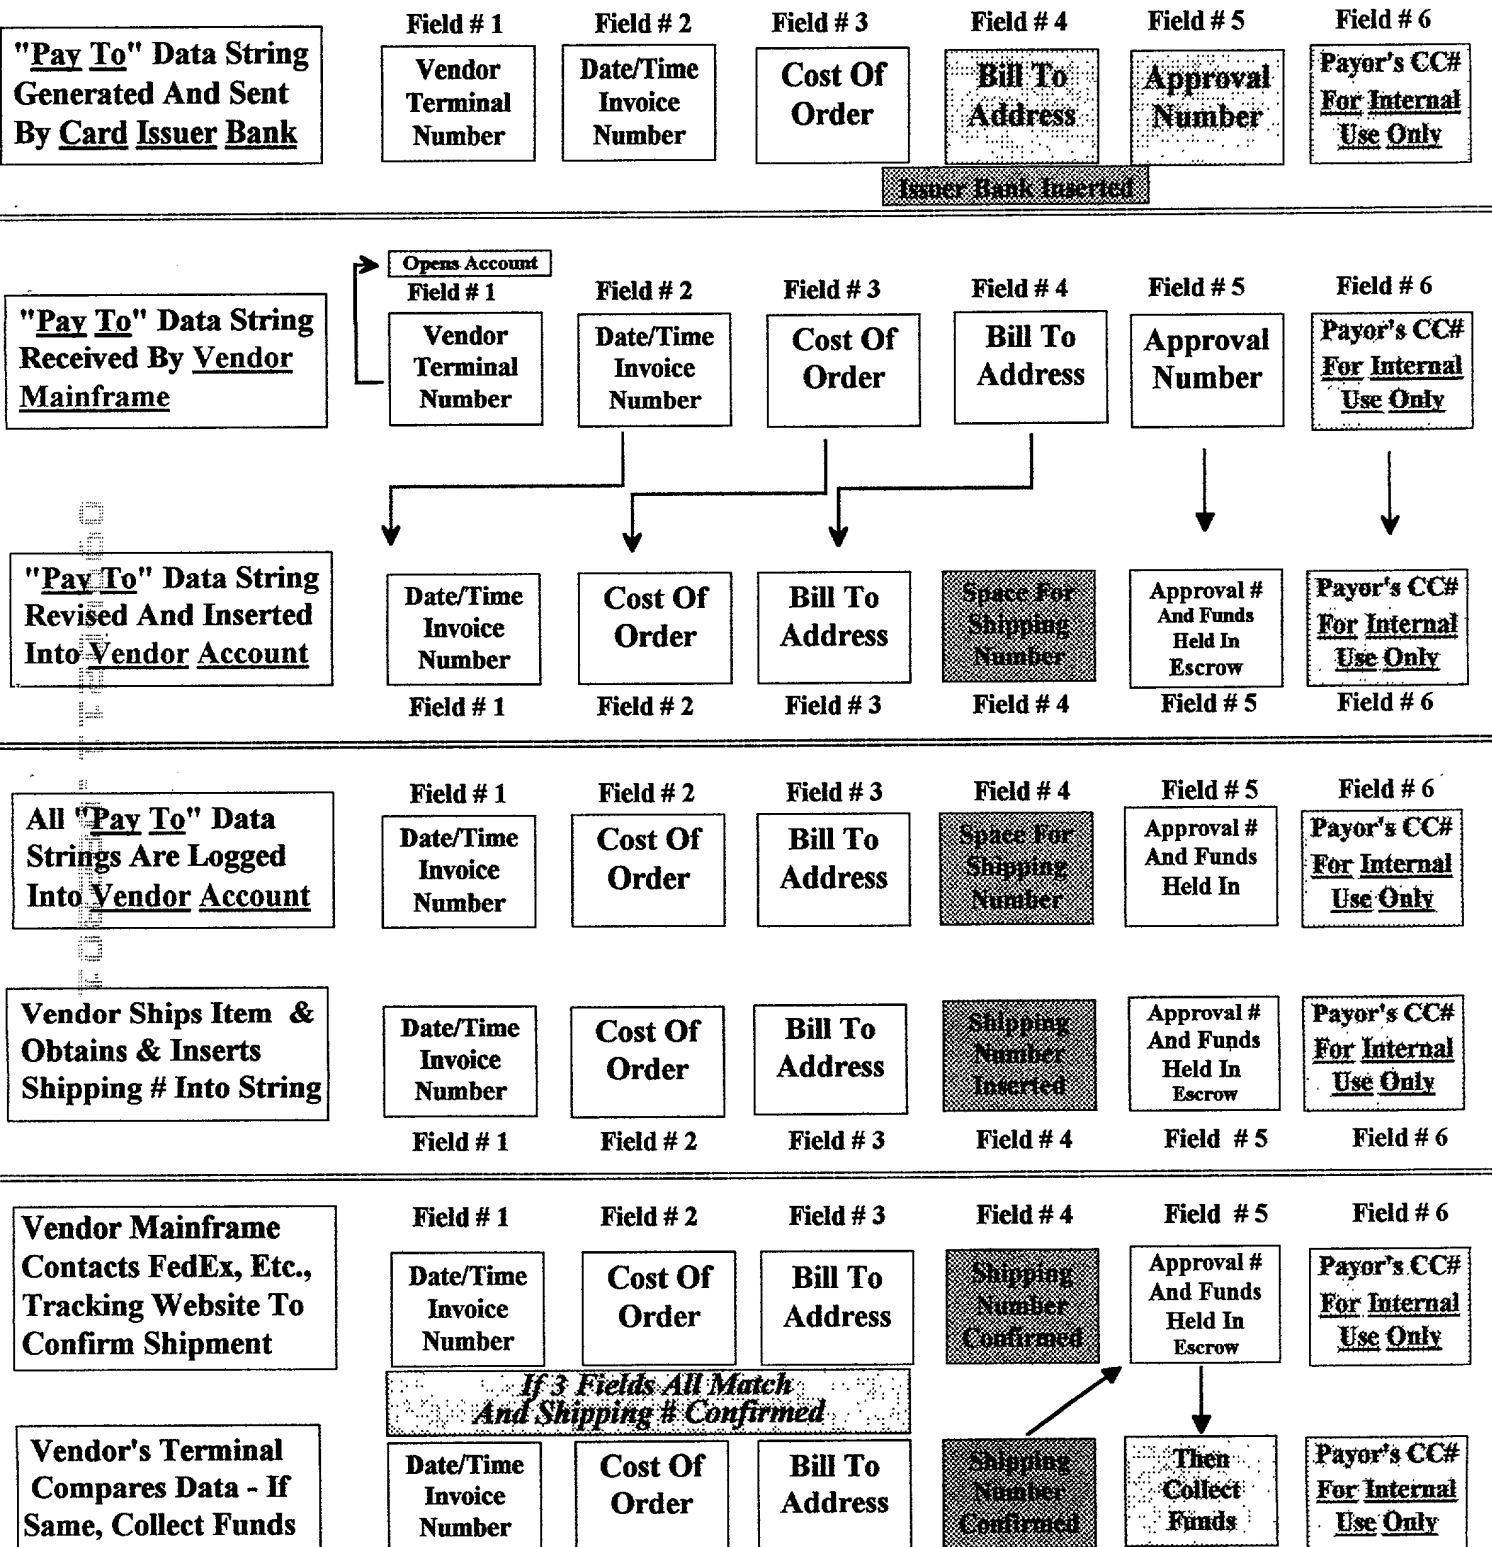 Field # 1 Field # 2 Field # 3 Field # 4 Field # 5 Field # 6
"Pay To" Data String
Generated And Sent
By Card Issuer Bank
Vendor
Terminal
Number
Date/Time
Invoice
Number
Cost Of
Order
Bill To
Address
Approval
Number
Payor's CC#
For Internal
Use Only
Issuer Bank Inserted
Opens Account
Field # 1 Field # 2 Field # 3 Field # 4 Field # 5 Field # 6
"Pay To" Data String
Received By Vendor
Mainframe
Vendor
Terminal
Number
Date/Time
Invoice
Number
Cost Of
Order
Bill To
Address
Approval
Number
Payor's CC#
For Internal
Use Only
"Pay To" Data String
Revised And Inserted
Into Vendor Account
Date/Time
Invoice
Number
Cost Of
Order
Bill To
Address
Space For
Shipping
Number
Approval #
And Funds
Held In
Escrow
Payor's CC#
For Internal
Use Only
Field # 1 Field # 2 Field # 3 Field # 4 Field # 5 Field # 6
Field # 1 Field # 2 Field # 3 Field # 4 Field # 5 Field # 6
All "Pay To" Data
Strings Are Logged
Into Vendor Account
Date/Time
Invoice
Number
Cost Of
Order
Bill To
Address
Space For
Shipping
Number
Approval #
And Funds
Held In
Payor's CC#
For Internal
Use Only
Vendor Ships Item &
Obtains & Inserts
Shipping # Into String
Date/Time
Invoice
Number
Cost Of
Order
Bill To
Address
Shipping
Number
Inserted
Approval #
And Funds
Held In
Escrow
Payor's CC#
For Internal
Use Only
Field # 1 Field # 2 Field # 3 Field # 4 Field # 5 Field # 6
Field # 1 Field # 2 Field # 3 Field # 4 Field # 5 Field # 6
Vendor Mainframe
Contacts FedEx, Etc.,
Tracking Website To
Confirm Shipment
Date/Time
Invoice
Number
Cost Of
Order
Bill To
Address
Shipping
Number
Confirmed
Approval #
And Funds
Held In
Escrow
Payor's CC#
For Internal
Use Only
If 3 Fields All Match
And Shipping # Confirmed
Vendor's Terminal
Compares Data - If
Same, Collect Funds
Date/Time
Invoice
Number
Cost Of
Order
Bill To
Address
Shipping
Number
Confirmed
Then
Collect
Funds
Payor's CC#
For Internal
Use Only